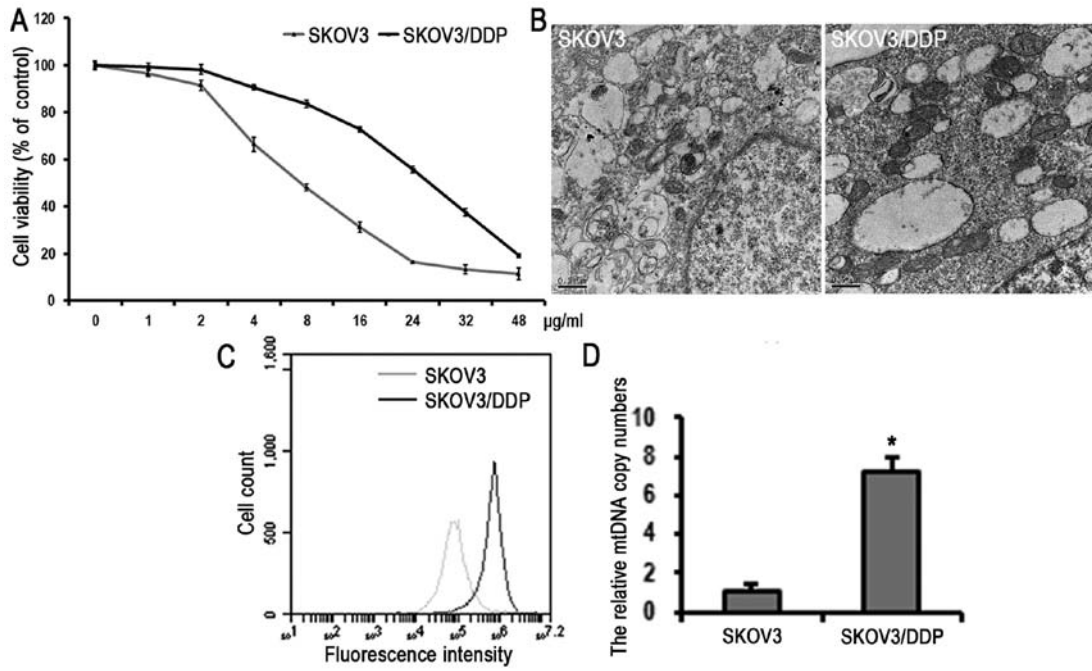 A
SKOV3 SKOV3/DDP
Cell viability (% of control)
120
100
80
60
40
20
0
0 1 2 4 8 16 24 32 48 µg/ml
B
SKOV3
SKOV3/DDP
C
SKOV3
SKOV3/DDP
Cell count
1,000
500
0
Fluorescence intensity
D
The relative mtDNA copy numbers
10
8
6
4
2
0
*
SKOV3 SKOV3/DDP